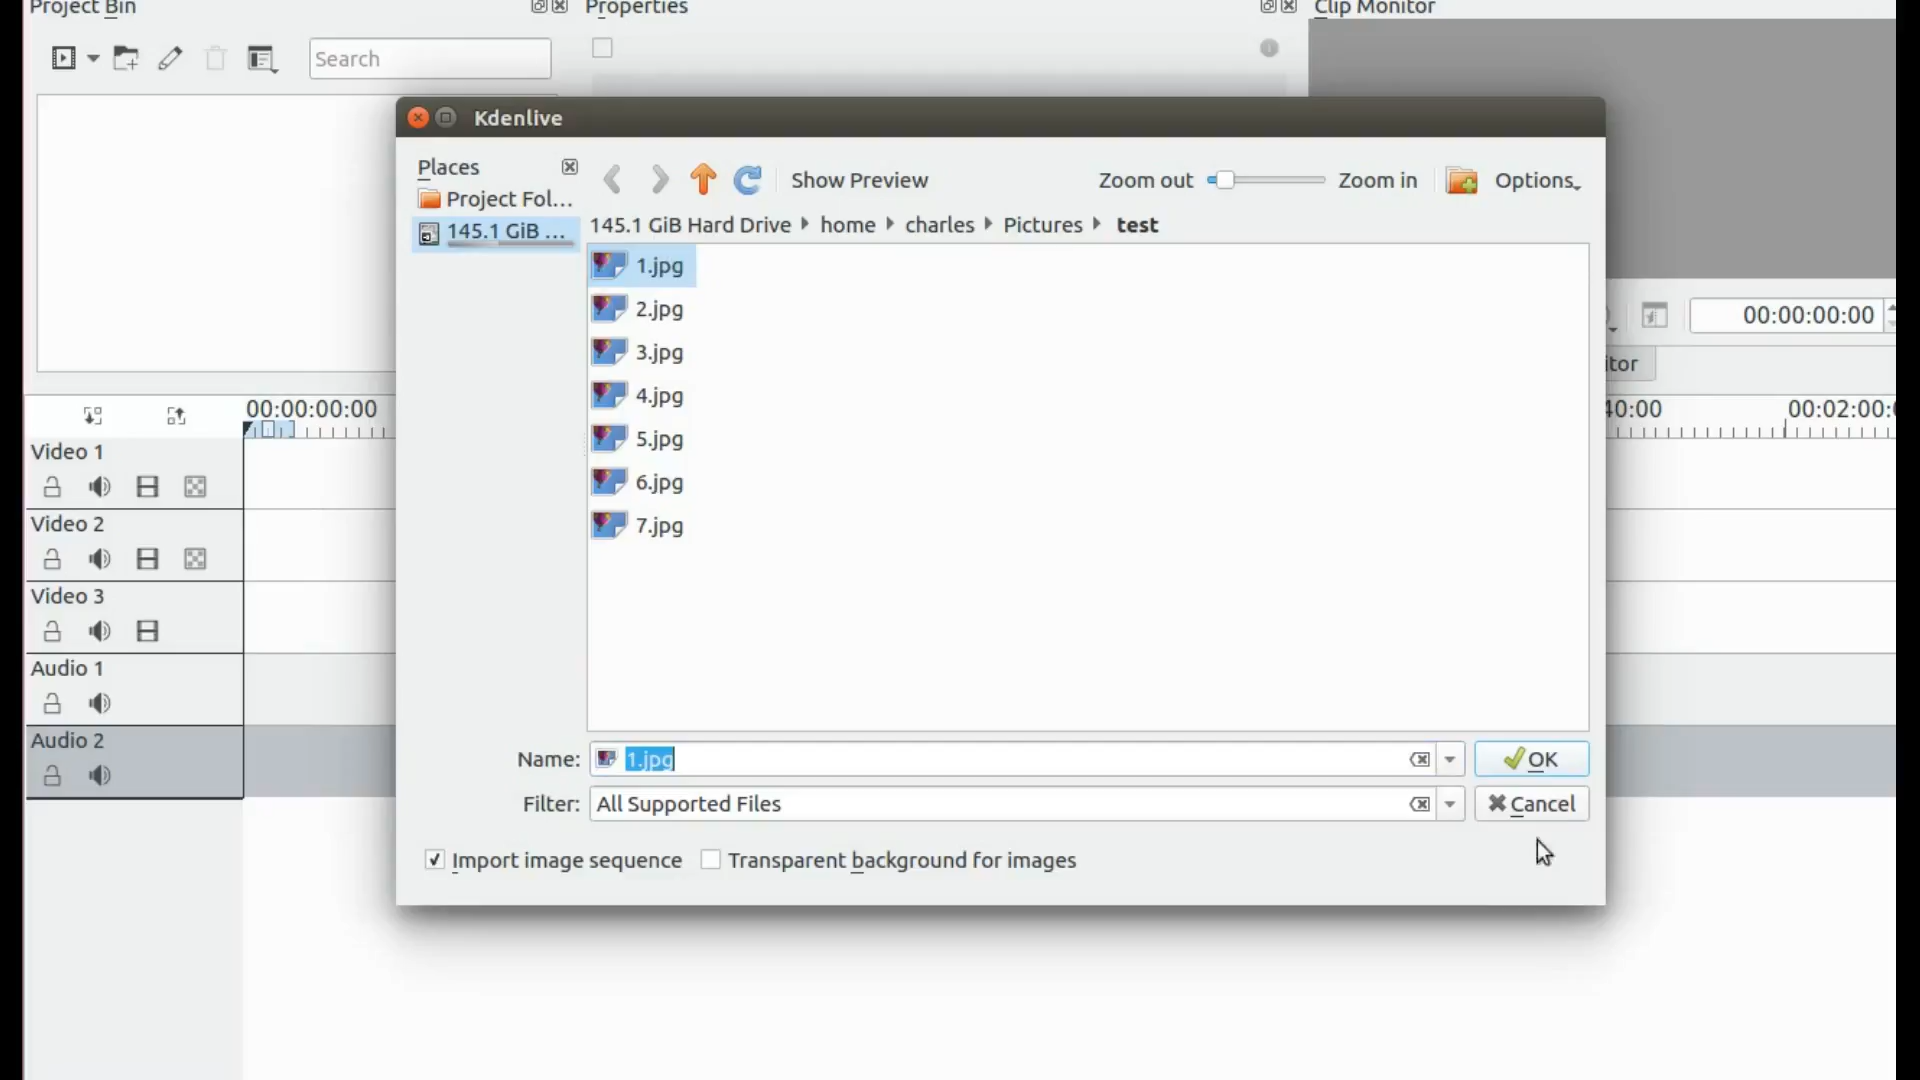 Project Bin
Properties
Clip Monitor
Search
Kdenlive
Places
Show Preview
Zoom out
Zoom in
Options
Project Fol...
145.1 GiB ...
145.1 GiB Hard Drive
home
charles
Pictures
test
1.jpg
2.jpg
3.jpg
4.jpg
5.jpg
6.jpg
7.jpg
00:00:00:00
itor
00:00:00:00
40:00
00:02:00:
Video 1
Video 2
Video 3
Audio 1
Audio 2
Name: 1.jpg
OK
Filter: All Supported Files
Cancel
Import image sequence
Transparent background for images